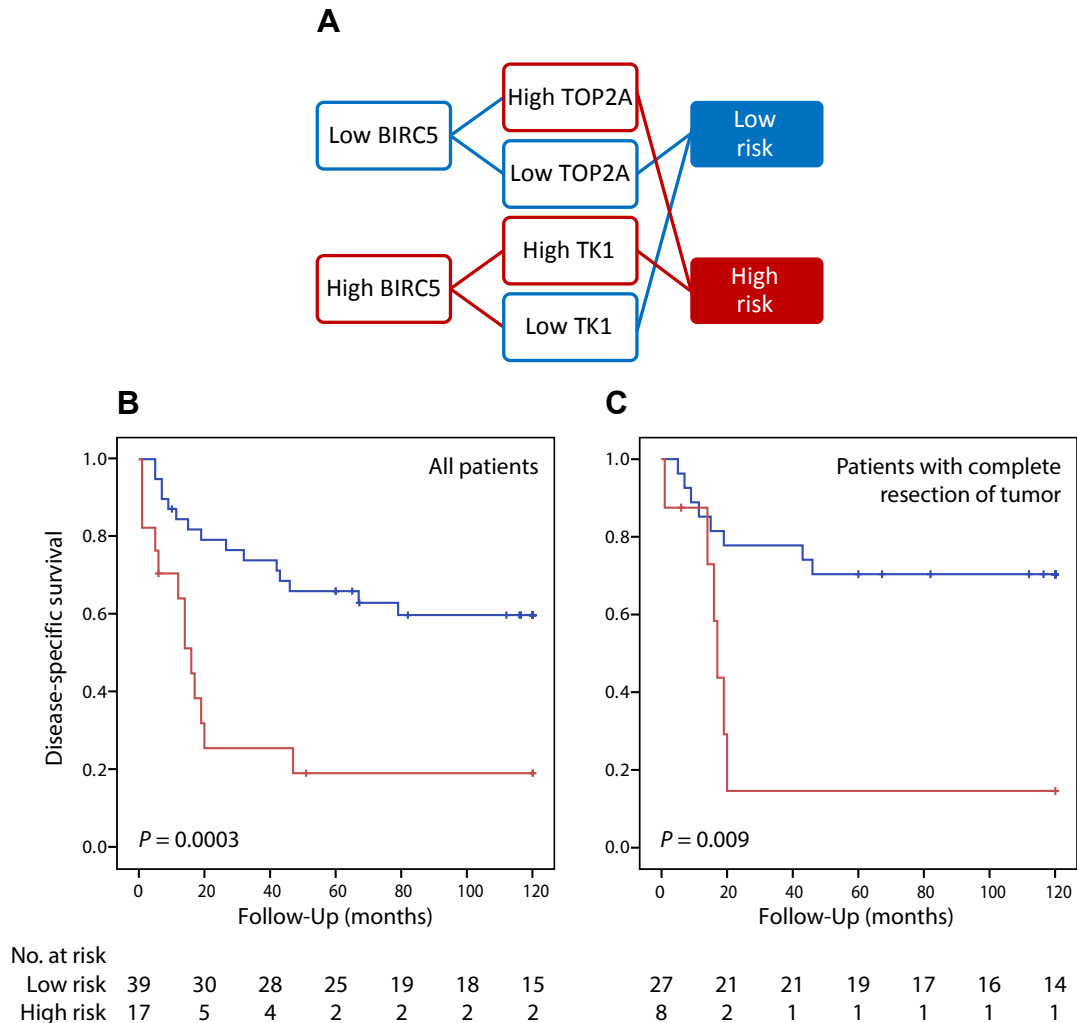 A
High TOP2A
Low BIRC5
Low
risk
Low TOP2A
High TK1
High BIRC5
High
risk
Low TK1
B
All patients
1.0
0.8
0.6
0.4
0.2
0.0
Disease-specific survival
P = 0.0003
0 20 40 60 80 100 120
Follow-Up (months)
C
Patients with complete
resection of tumor
1.0
0.8
0.6
0.4
0.2
0.0
P = 0.009
0 20 40 60 80 100 120
Follow-Up (months)
No. at risk
Low risk 39 30 28 25 19 18 15 27 21 21 19 17 16 14
High risk 17 5 4 2 2 2 2 8 2 1 1 1 1 1